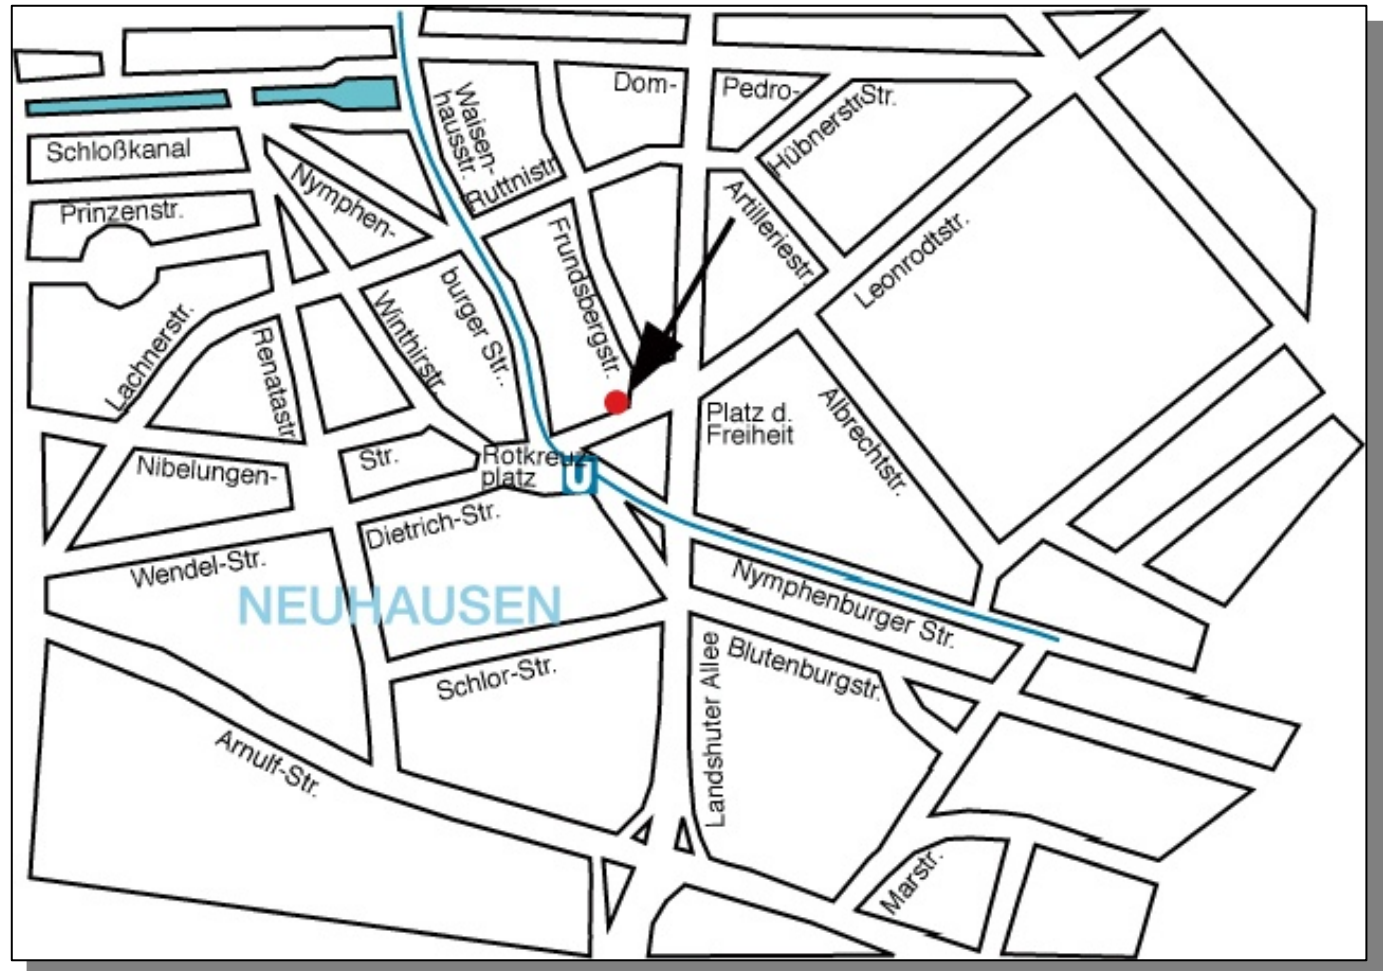 Dom-
Pedro-
Str.
Waisen-
hausstr.
Hübnerstr.
Schloßkanal
Ruttnistr.
Nymphen-
Artilleriestr.
Prinzenstr.
Frundsbergstr.
Leonrodtstr.
burger Str..
Winthirstr.
Lachnerstr.
Renatastr.
Platz d.
Freiheit
Albrechtstr.
Str.
Rotkreuz-
platz
U
Nibelungen-
Dietrich-Str.
Wendel-Str.
NEUHAUSEN
Nymphenburger Str.
Schlor-Str.
Landshuter Allee
Blutenburgstr.
Arnulf-Str.
Marstr.